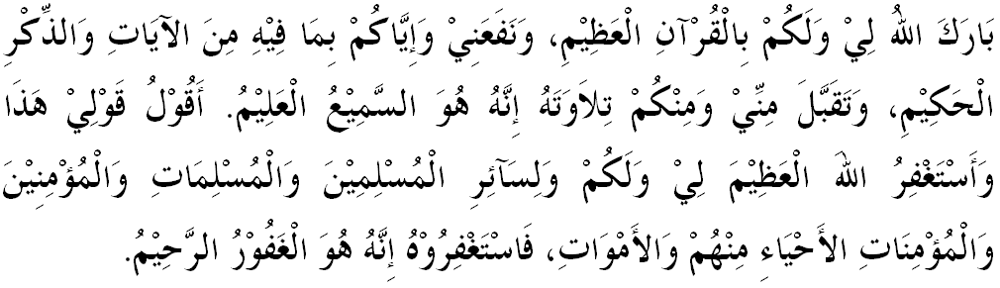 بَارَكَ اللهُ لِيْ وَلَكُمْ بِالْقُرْآنِ الْعَظِيْمِ، وَنَفَعَنِيْ وَإِيَّاكُمْ بِمَا فِيْهِ مِنَ الآيَاتِ وَالذِّكْرِ
الْحَكِيْمِ، وَتَقَبَّلَ مِنِّيْ وَمِنْكُمْ تِلاَوَتَهُ إِنَّهُ هُوَ السَّمِيْعُ الْعَلِيْمُ. أَقُوْلُ قَوْلِيْ هَذَا
وَأَسْتَغْفِرُ اللهَ الْعَظِيْمَ لِيْ وَلَكُمْ وَلِسَآئِرِ الْمُسْلِمِيْنَ وَالْمُسْلِمَاتِ وَالْمُؤْمِنِيْنَ
وَالْمُؤْمِنَاتِ الأَحْيَاءِ مِنْهُمْ وَالأَمْوَاتِ، فَاسْتَغْفِرُوْهُ إِنَّهُ هُوَ الْغَفُوْرُ الرَّحِيْمُ.